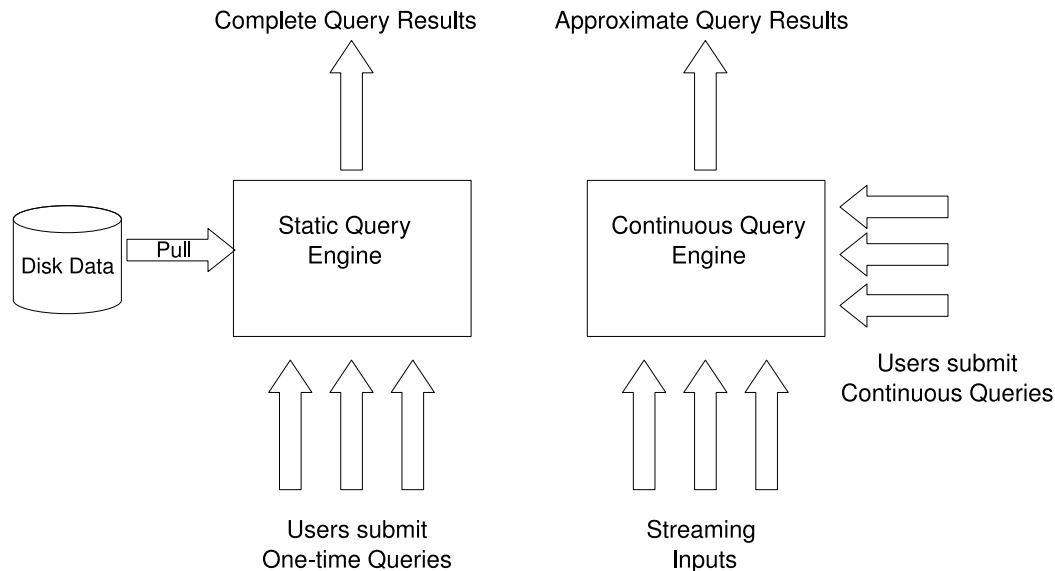 Complete Query Results
Approximate Query Results
Static Query
Engine
Continuous Query
Engine
Disk Data
Pull
Users submit
Continuous Queries
Users submit
One-time Queries
Streaming
Inputs